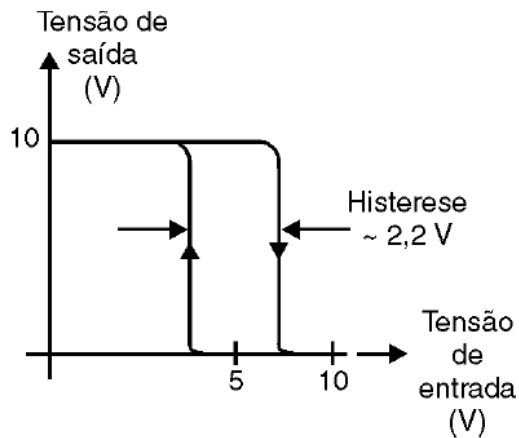 Tensão de
saída
(V)
10
Histerese
~ 2,2 V
5
10
Tensão
de
entrada
(V)